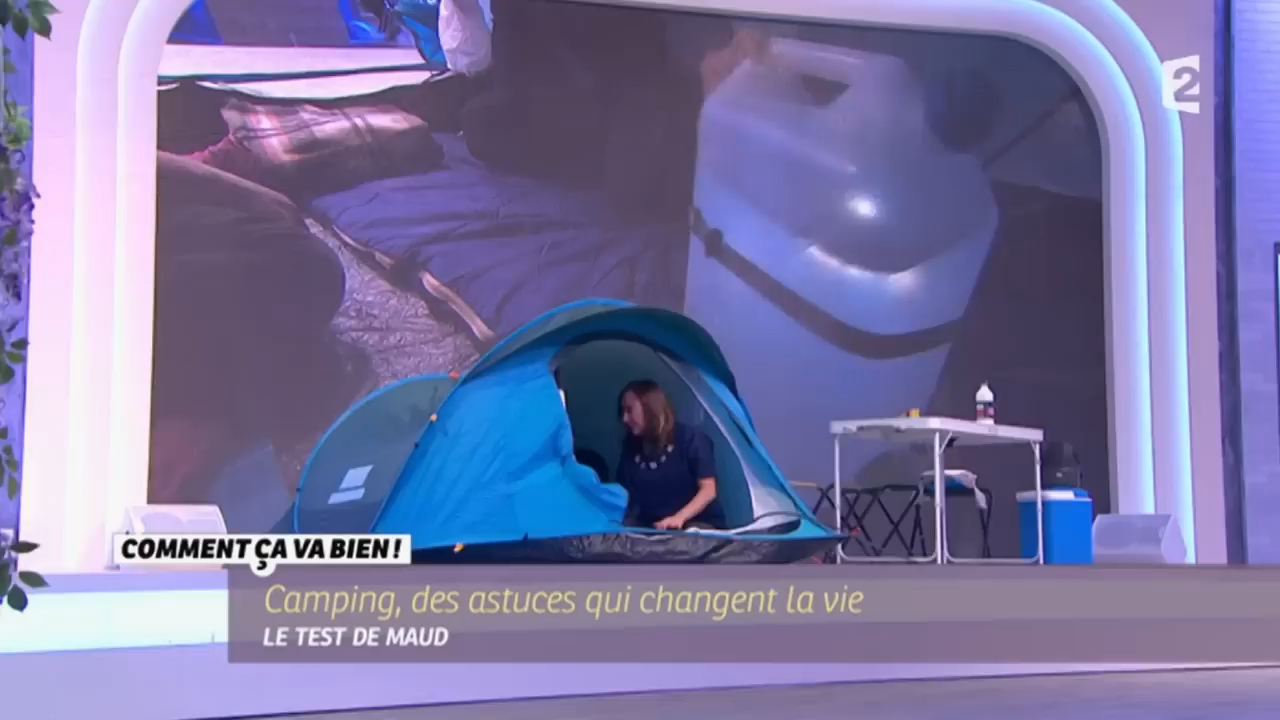 2
COMMENT ÇA VA BIEN !
Camping, des astuces qui changent la vie
LE TEST DE MAUD